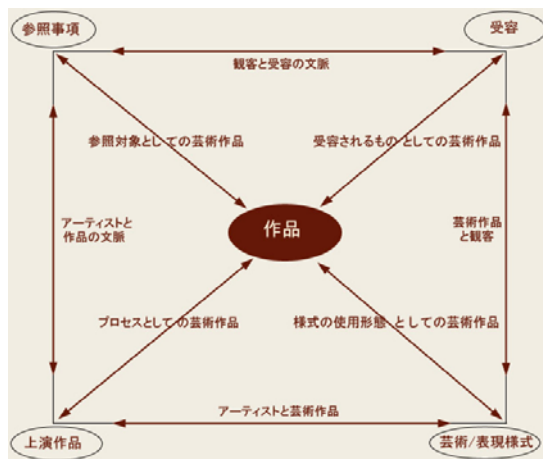 参照事項
受容
観客と受容の文脈
参照対象としての芸術作品
受容されるもの としての芸術作品
作品
アーティストと
作品の文脈
芸術作品
と観客
プロセスとしての芸術作品
様式の使用形態 としての芸術作品
アーティストと芸術作品
上演作品
芸術/表現様式